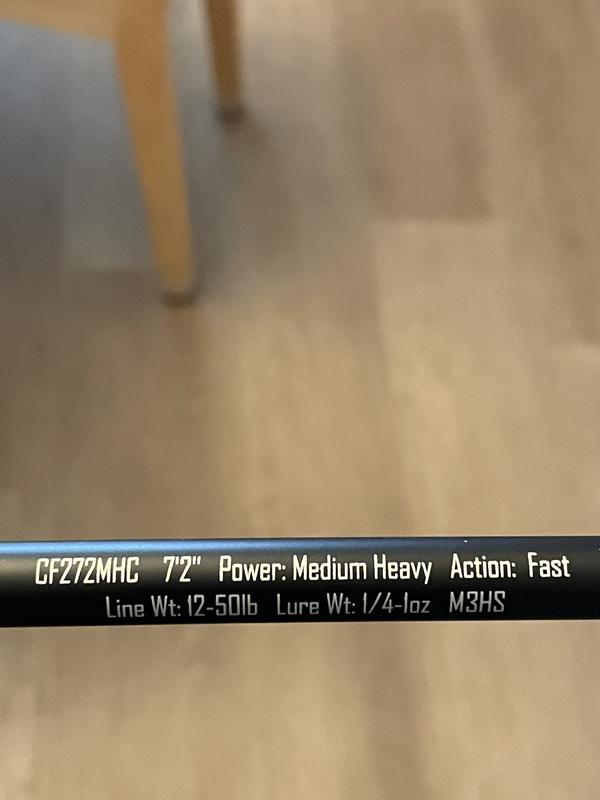 CF272MHC 7'2" Power: Medium Heavy Action: Fast
Line Wt: 12-50lb Lure Wt: 1/4-1oz M3HS